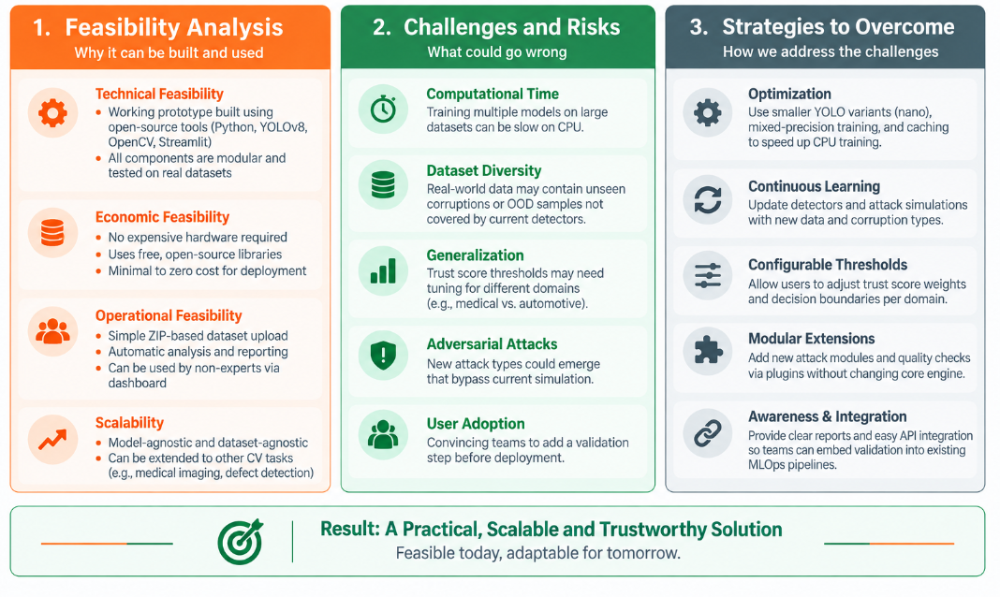 1. Feasibility Analysis
Why it can be built and used
Technical Feasibility
• Working prototype built using
open-source tools (Python, YOLOv8,
OpenCV, Streamlit)
• All components are modular and
tested on real datasets
Economic Feasibility
• No expensive hardware required
• Uses free, open-source libraries
• Minimal to zero cost for deployment
Operational Feasibility
• Simple ZIP-based dataset upload
• Automatic analysis and reporting
• Can be used by non-experts via
dashboard
Scalability
• Model-agnostic and dataset-agnostic
• Can be extended to other CV tasks
(e.g., medical imaging, defect detection)
2. Challenges and Risks
What could go wrong
Computational Time
Training multiple models on large
datasets can be slow on CPU.
Dataset Diversity
Real-world data may contain unseen
corruptions or OOD samples not
covered by current detectors.
Generalization
Trust score thresholds may need
tuning for different domains
(e.g., medical vs. automotive).
Adversarial Attacks
New attack types could emerge
that bypass current simulation.
User Adoption
Convincing teams to add a validation
step before deployment.
3. Strategies to Overcome
How we address the challenges
Optimization
Use smaller YOLO variants (nano),
mixed-precision training, and caching
to speed up CPU training.
Continuous Learning
Update detectors and attack simulations
with new data and corruption types.
Configurable Thresholds
Allow users to adjust trust score weights
and decision boundaries per domain.
Modular Extensions
Add new attack modules and quality checks
via plugins without changing core engine.
Awareness & Integration
Provide clear reports and easy API integration
so teams can embed validation into existing
MLOps pipelines.
Result: A Practical, Scalable and Trustworthy Solution
Feasible today, adaptable for tomorrow.